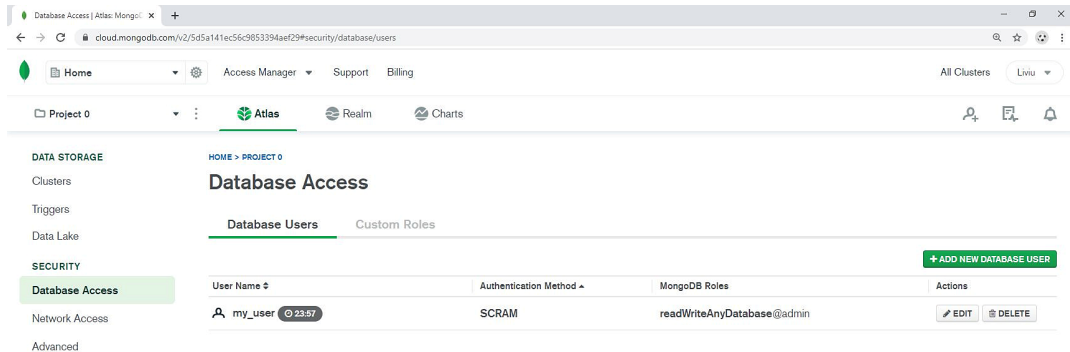 Database Access | Atlas: MongoD
cloud.mongodb.com/v2/5d5a141ec56c9853394aef29#security/database/users
Home Access Manager Support Billing All Clusters Liviu
Project 0 Atlas Realm Charts
DATA STORAGE
Clusters
Triggers
Data Lake
SECURITY
Database Access
Network Access
Advanced
HOME > PROJECT 0
Database Access
Database Users Custom Roles
+ ADD NEW DATABASE USER
User Name Authentication Method MongoDB Roles Actions
my_user 23:57 SCRAM readWriteAnyDatabase@admin EDIT DELETE